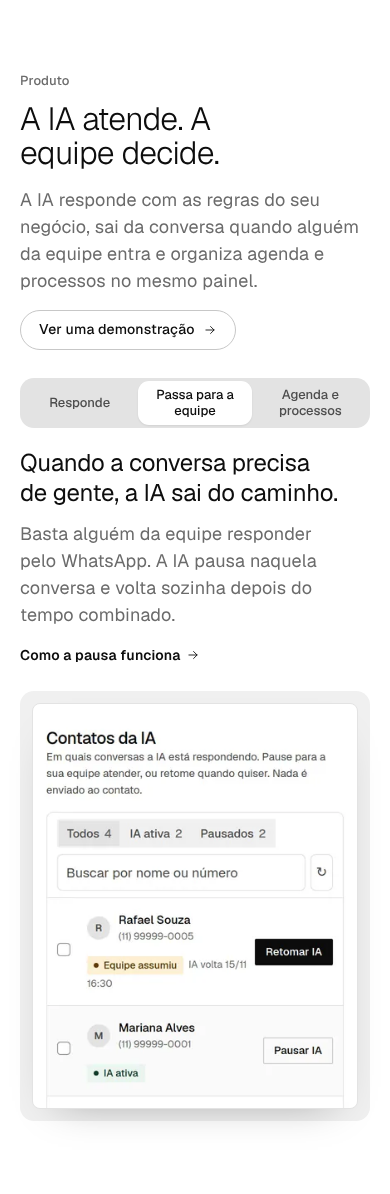 Produto
A IA atende. A
equipe decide.
A IA responde com as regras do seu
negócio, sai da conversa quando alguém
da equipe entra e organiza agenda e
processos no mesmo painel.
Ver uma demonstração →
Responde
Passa para a
equipe
Agenda e
processos
Quando a conversa precisa
de gente, a IA sai do caminho.
Basta alguém da equipe responder
pelo WhatsApp. A IA pausa naquela
conversa e volta sozinha depois do
tempo combinado.
Como a pausa funciona →
Contatos da IA
Em quais conversas a IA está respondendo. Pause para a
sua equipe atender, ou retome quando quiser. Nada é
enviado ao contato.
Todos 4 IA ativa 2 Pausados 2
Buscar por nome ou número ↻
R Rafael Souza
(11) 99999-0005
Equipe assumiu IA volta 15/11
16:30
Retomar IA
M Mariana Alves
(11) 99999-0001
IA ativa
Pausar IA